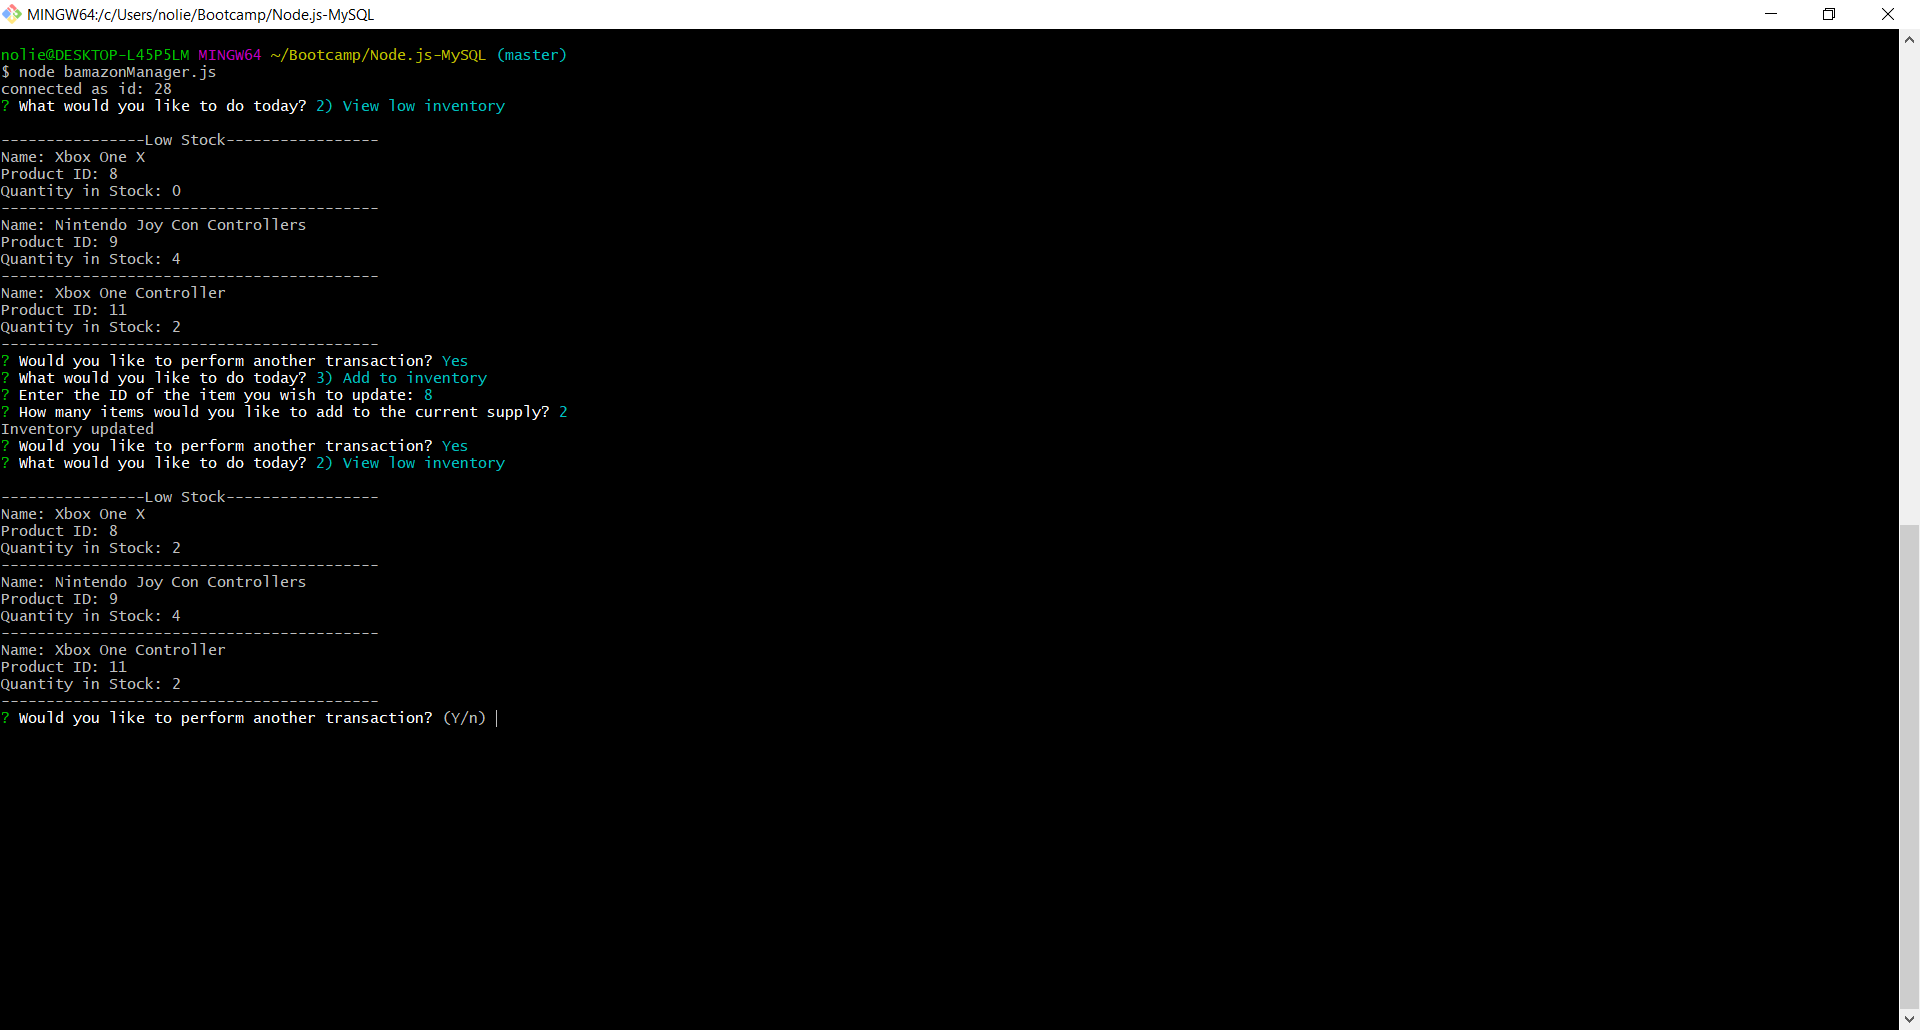 MINGW64:/c/Users/nolie/Bootcamp/Node.js-MySQL
nolie@DESKTOP-L45P5LM MINGW64 ~/Bootcamp/Node.js-MySQL (master)
$ node bamazonManager.js
connected as id: 28
? What would you like to do today? 2) View low inventory
----------------Low Stock-----------------
Name: Xbox One X
Product ID: 8
Quantity in Stock: 0
------------------------------------------
Name: Nintendo Joy Con Controllers
Product ID: 9
Quantity in Stock: 4
------------------------------------------
Name: Xbox One Controller
Product ID: 11
Quantity in Stock: 2
------------------------------------------
? Would you like to perform another transaction? Yes
? What would you like to do today? 3) Add to inventory
? Enter the ID of the item you wish to update: 8
? How many items would you like to add to the current supply? 2
Inventory updated
? Would you like to perform another transaction? Yes
? What would you like to do today? 2) View low inventory
----------------Low Stock-----------------
Name: Xbox One X
Product ID: 8
Quantity in Stock: 2
------------------------------------------
Name: Nintendo Joy Con Controllers
Product ID: 9
Quantity in Stock: 4
------------------------------------------
Name: Xbox One Controller
Product ID: 11
Quantity in Stock: 2
------------------------------------------
? Would you like to perform another transaction? (Y/n)